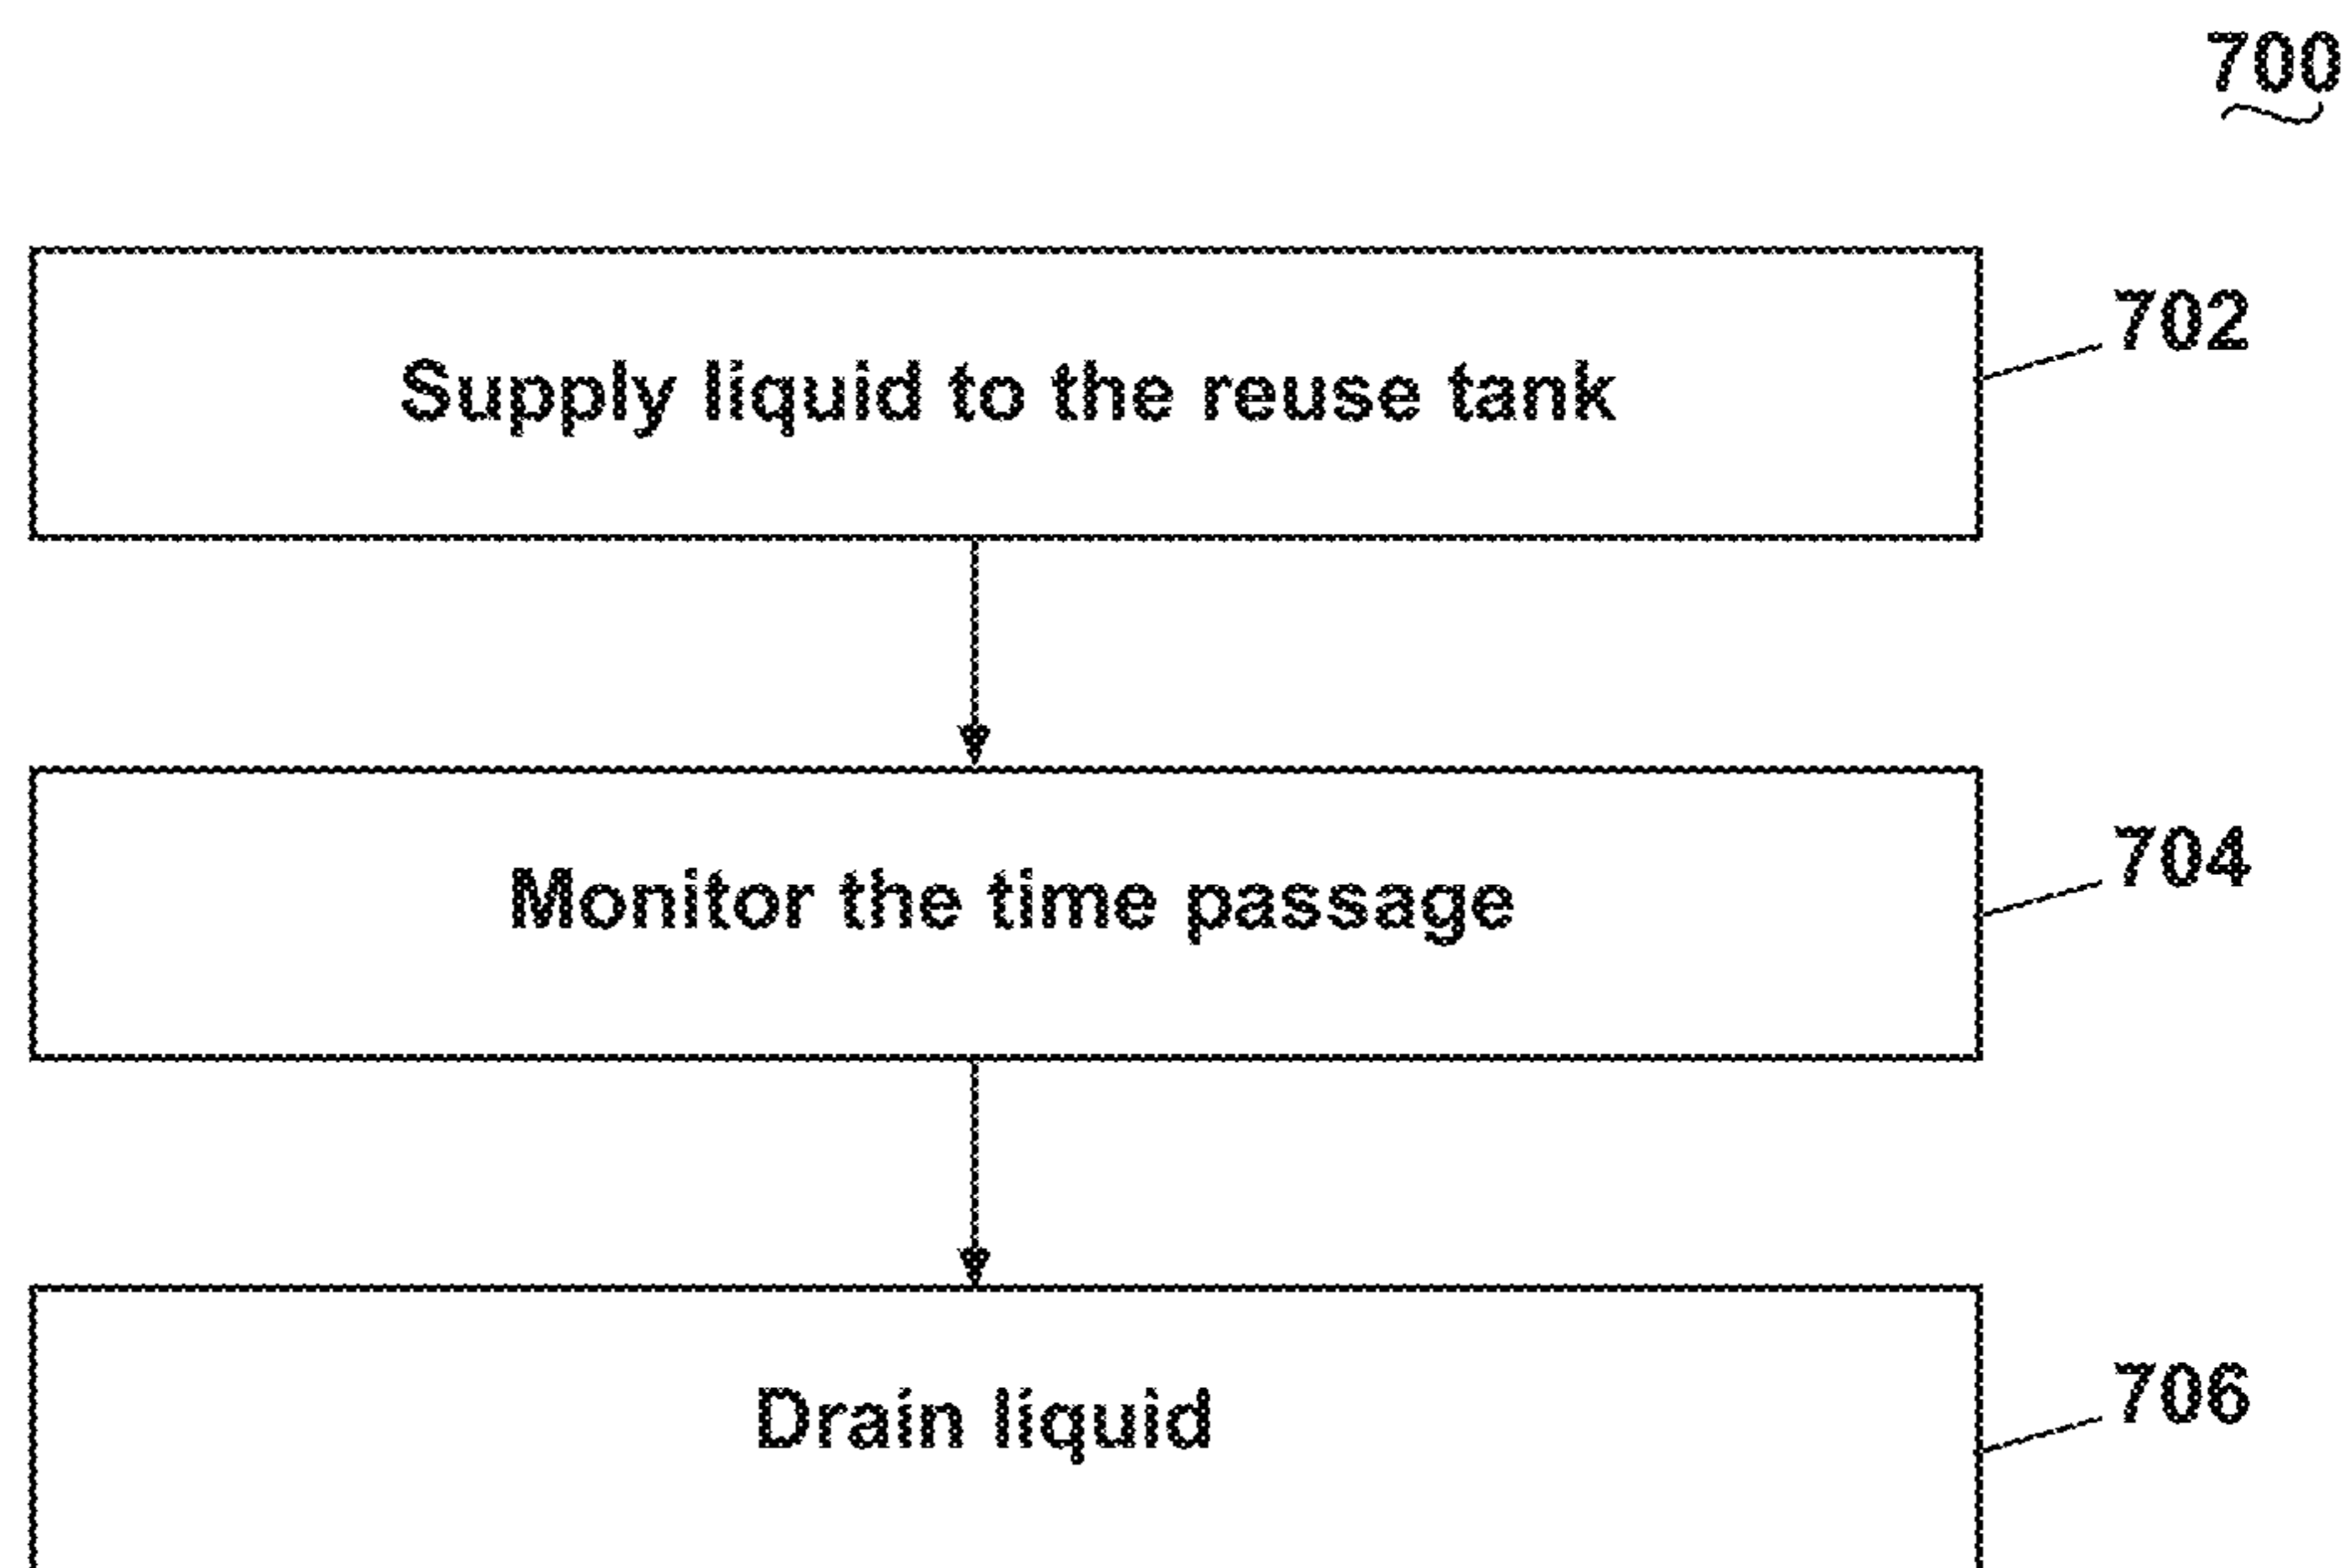 700
Supply liquid to the reuse tank
702
Monitor the time passage
704
Drain liquid
706